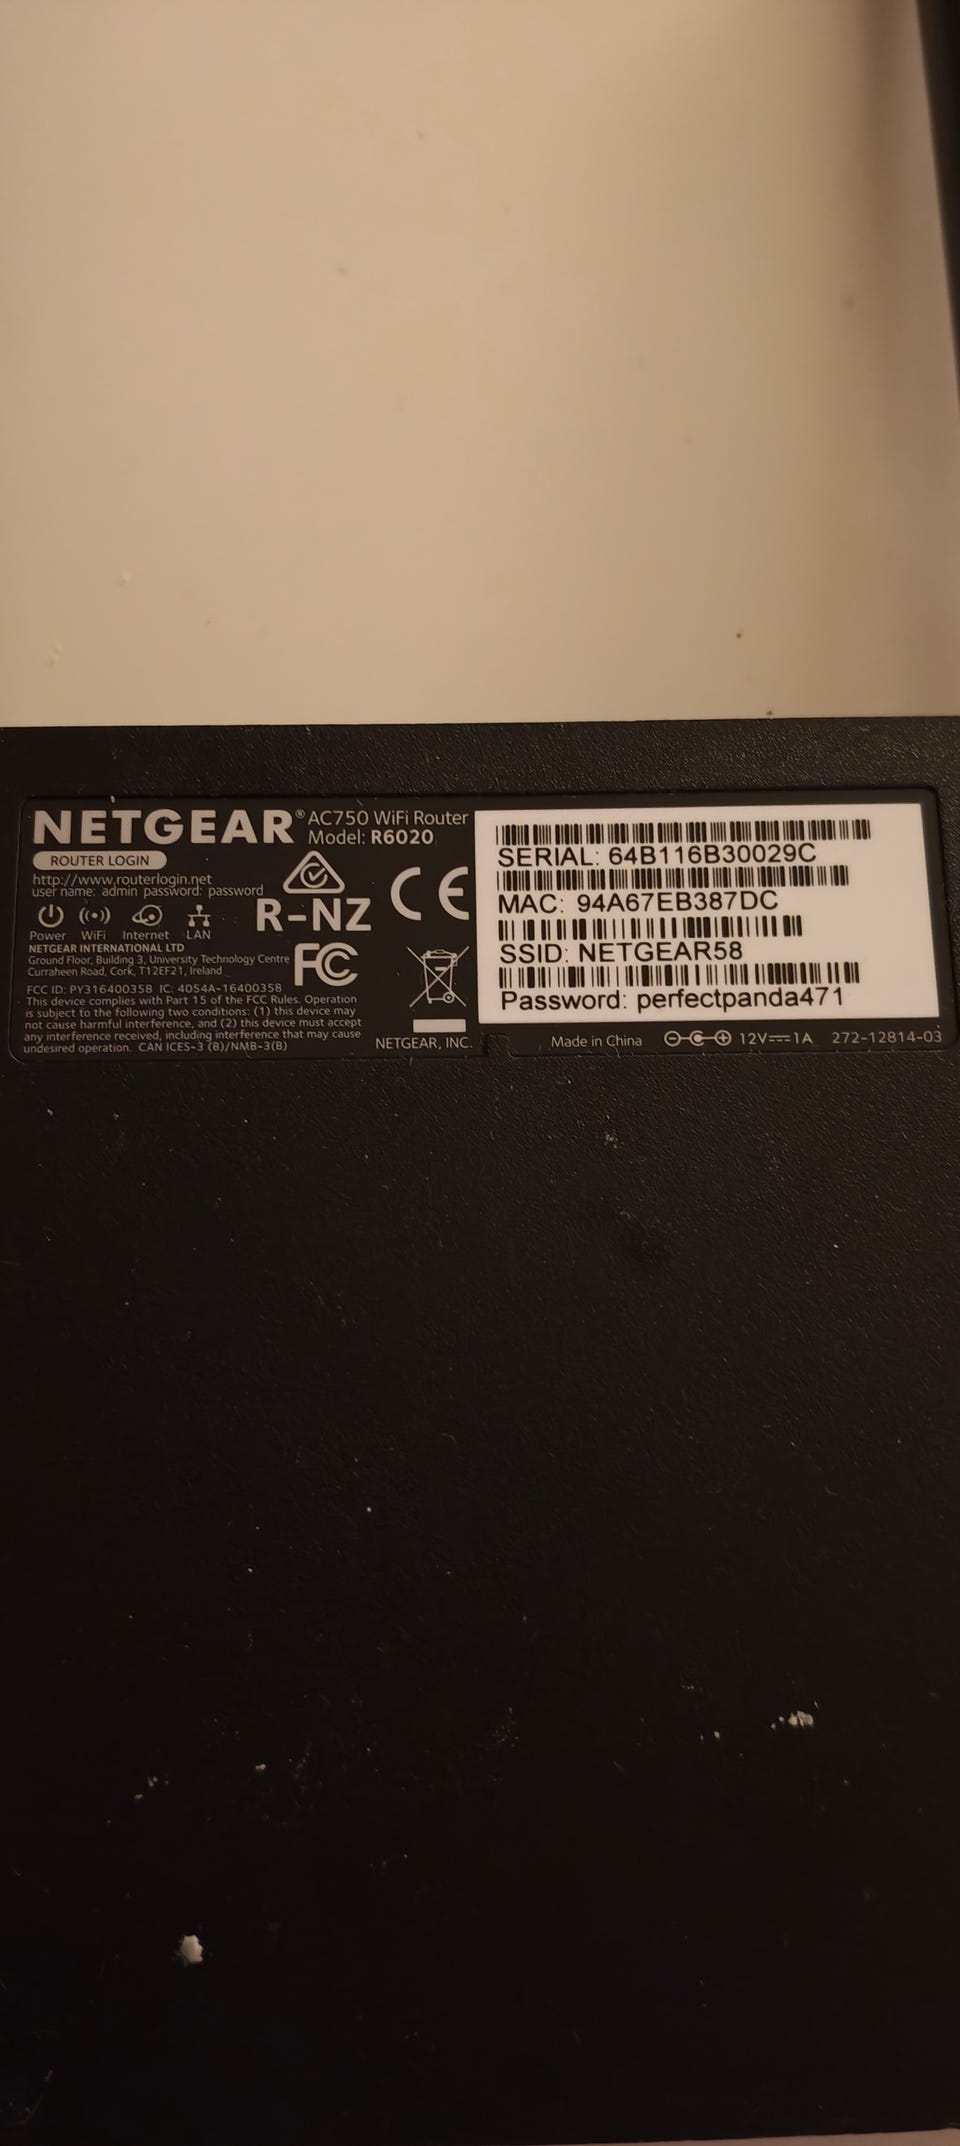 NETGEAR® AC750 WiFi Router
Model: R6020
ROUTER LOGIN
http://www.routerlogin.net
user name: admin password: password
R-NZ
Power WiFi Internet LAN
NETGEAR INTERNATIONAL LTD
Ground Floor, Building 3, University Technology Centre
Curraheen Road, Cork, T12EF21, Ireland
CE
FC
FCC ID: PY316400358 IC: 4054A-16400358
This device complies with Part 15 of the FCC Rules. Operation
is subject to the following two conditions: (1) this device may
not cause harmful interference, and (2) this device must accept
any interference received, including interference that may cause
undesired operation. CAN ICES-3 (B)/NMB-3(B)
NETGEAR, INC.
SERIAL: 64B116B30029C
MAC: 94A67EB387DC
SSID: NETGEAR58
Password: perfectpanda471
Made in China 12V⎓1A 272-12814-03